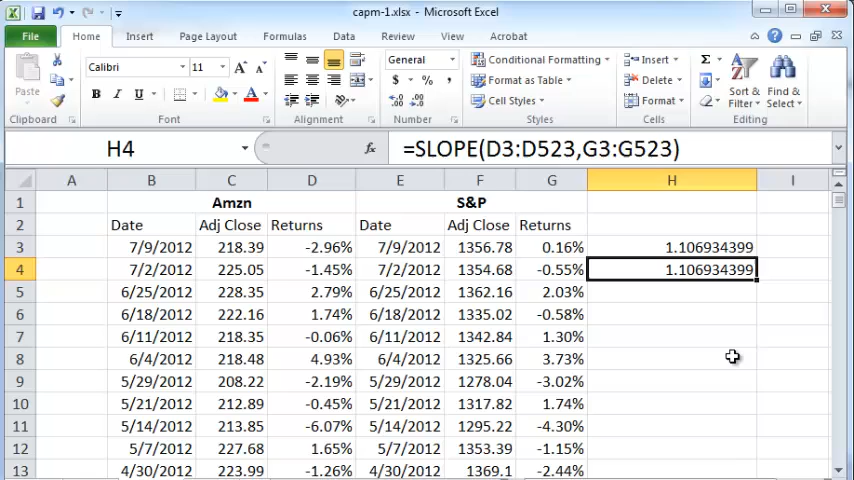 capm-1.xlsx - Microsoft Excel
File Home Insert Page Layout Formulas Data Review View Acrobat
Paste
Calibri 11
B I U
A A
General
$ % ,
Conditional Formatting
Format as Table
Cell Styles
Insert
Delete
Format
Σ
Sort & Filter
Find & Select
Clipboard Font Alignment Number Styles Cells Editing
H4 fx =SLOPE(D3:D523,G3:G523)
A B C D E F G H I
1 Amzn S&P
2 Date Adj Close Returns Date Adj Close Returns
3 7/9/2012 218.39 -2.96% 7/9/2012 1356.78 0.16% 1.106934399
4 7/2/2012 225.05 -1.45% 7/2/2012 1354.68 -0.55% 1.106934399
5 6/25/2012 228.35 2.79% 6/25/2012 1362.16 2.03%
6 6/18/2012 222.16 1.74% 6/18/2012 1335.02 -0.58%
7 6/11/2012 218.35 -0.06% 6/11/2012 1342.84 1.30%
8 6/4/2012 218.48 4.93% 6/4/2012 1325.66 3.73%
9 5/29/2012 208.22 -2.19% 5/29/2012 1278.04 -3.02%
10 5/21/2012 212.89 -0.45% 5/21/2012 1317.82 1.74%
11 5/14/2012 213.85 -6.07% 5/14/2012 1295.22 -4.30%
12 5/7/2012 227.68 1.65% 5/7/2012 1353.39 -1.15%
13 4/30/2012 223.99 -1.26% 4/30/2012 1369.1 -2.44%